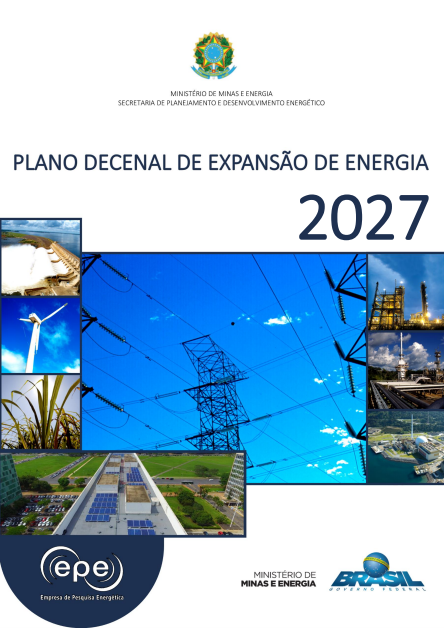 MINISTÉRIO DE MINAS E ENERGIA
SECRETARIA DE PLANEJAMENTO E DESENVOLVIMENTO ENERGÉTICO
PLANO DECENAL DE EXPANSÃO DE ENERGIA
2027
epe
Empresa de Pesquisa Energética
MINISTÉRIO DE
MINAS E ENERGIA
BRASIL
GOVERNO FEDERAL